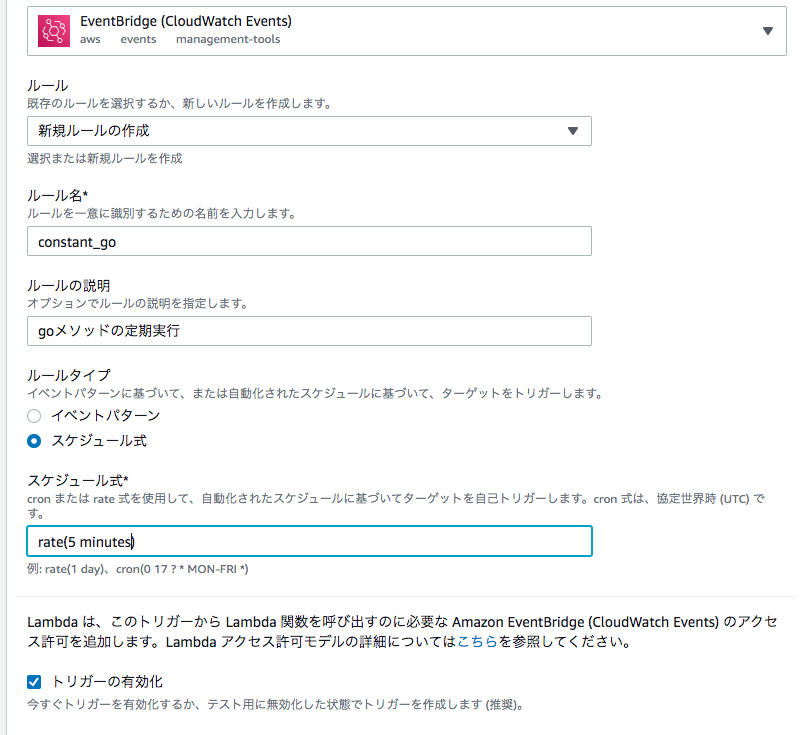 EventBridge (CloudWatch Events)
aws events management-tools
ルール
既存のルールを選択するか、新しいルールを作成します。
新規ルールの作成
選択または新規ルールを作成
ルール名*
ルールを一意に識別するための名前を入力します。
constant_go
ルールの説明
オプションでルールの説明を指定します。
goメソッドの定期実行
ルールタイプ
イベントパターンに基づいて、または自動化されたスケジュールに基づいて、ターゲットをトリガーします。
イベントパターン
スケジュール式
スケジュール式*
cron または rate 式を使用して、自動化されたスケジュールに基づいてターゲットを自己トリガーします。cron 式は、協定世界時 (UTC) で
す。
rate(5 minutes)
例: rate(1 day)、cron(0 17 ? * MON-FRI *)
Lambda は、このトリガーから Lambda 関数を呼び出すのに必要な Amazon EventBridge (CloudWatch Events) のアクセ
ス許可を追加します。Lambda アクセス許可モデルの詳細についてはこちらを参照してください。
トリガーの有効化
今すぐトリガーを有効化するか、テスト用に無効化した状態でトリガーを作成します (推奨)。